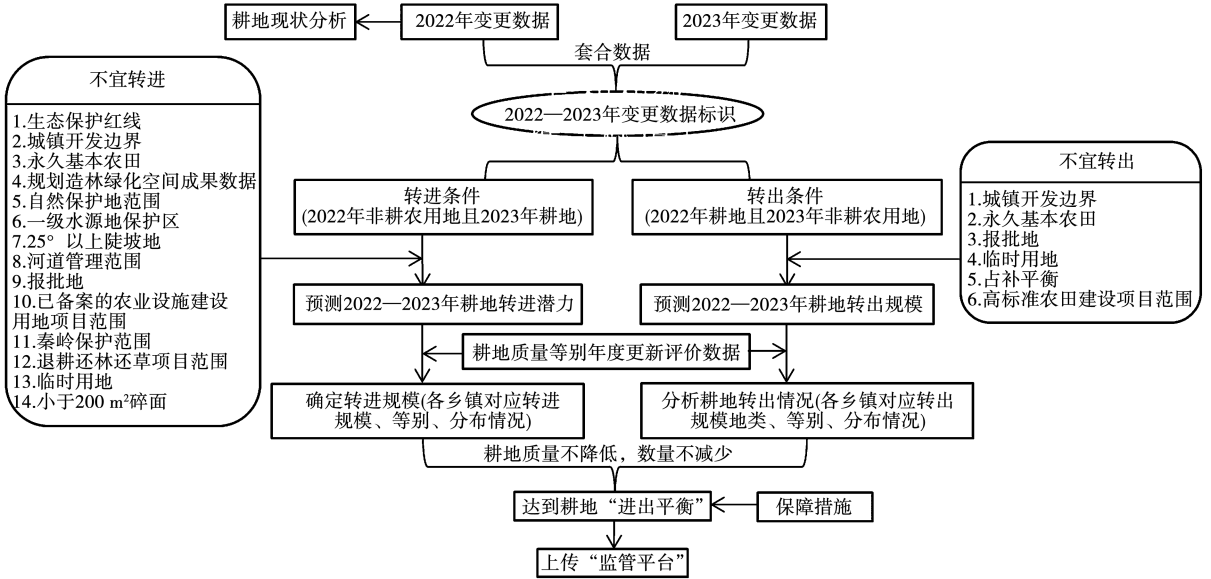 耕地现状分析
2022年变更数据
2023年变更数据
套合数据
2022—2023年变更数据标识
不宜转进
1.生态保护红线
2.城镇开发边界
3.永久基本农田
4.规划造林绿化空间成果数据
5.自然保护地范围
6.一级水源地保护区
7.25° 以上陡坡地
8.河道管理范围
9.报批地
10.已备案的农业设施建设
用地项目范围
11.秦岭保护范围
12.退耕还林还草项目范围
13.临时用地
14.小于200 m²碎面
转进条件
(2022年非耕农用地且2023年耕地)
转出条件
(2022年耕地且2023年非耕农用地)
不宜转出
1.城镇开发边界
2.永久基本农田
3.报批地
4.临时用地
5.占补平衡
6.高标准农田建设项目范围
预测2022—2023年耕地转进潜力
预测2022—2023年耕地转出规模
耕地质量等别年度更新评价数据
确定转进规模(各乡镇对应转进
规模、等别、分布情况)
分析耕地转出情况(各乡镇对应转出
规模地类、等别、分布情况)
耕地质量不降低，数量不减少
达到耕地“进出平衡”
保障措施
上传“监管平台”